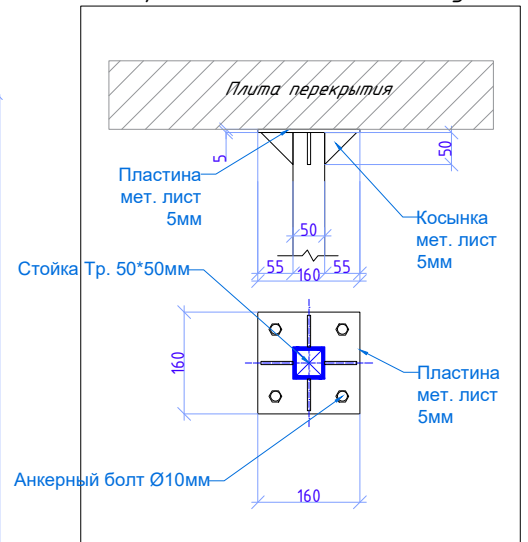 Плита перекрытия
5
50
Пластина
мет. лист
5мм
Косынка
мет. лист
5мм
50
Стойка Тр. 50*50мм
55
55
160
160
Пластина
мет. лист
5мм
Анкерный болт Ø10мм
160